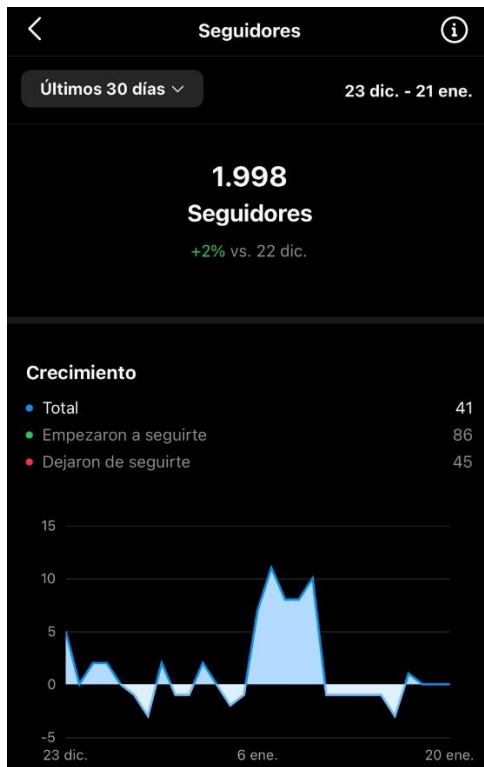 Seguidores
Últimos 30 días
23 dic. - 21 ene.
1.998
Seguidores
+2% vs. 22 dic.
Crecimiento
Total 41
Empezaron a seguirte 86
Dejaron de seguirte 45
15
10
5
0
-5
23 dic. 6 ene. 20 ene.